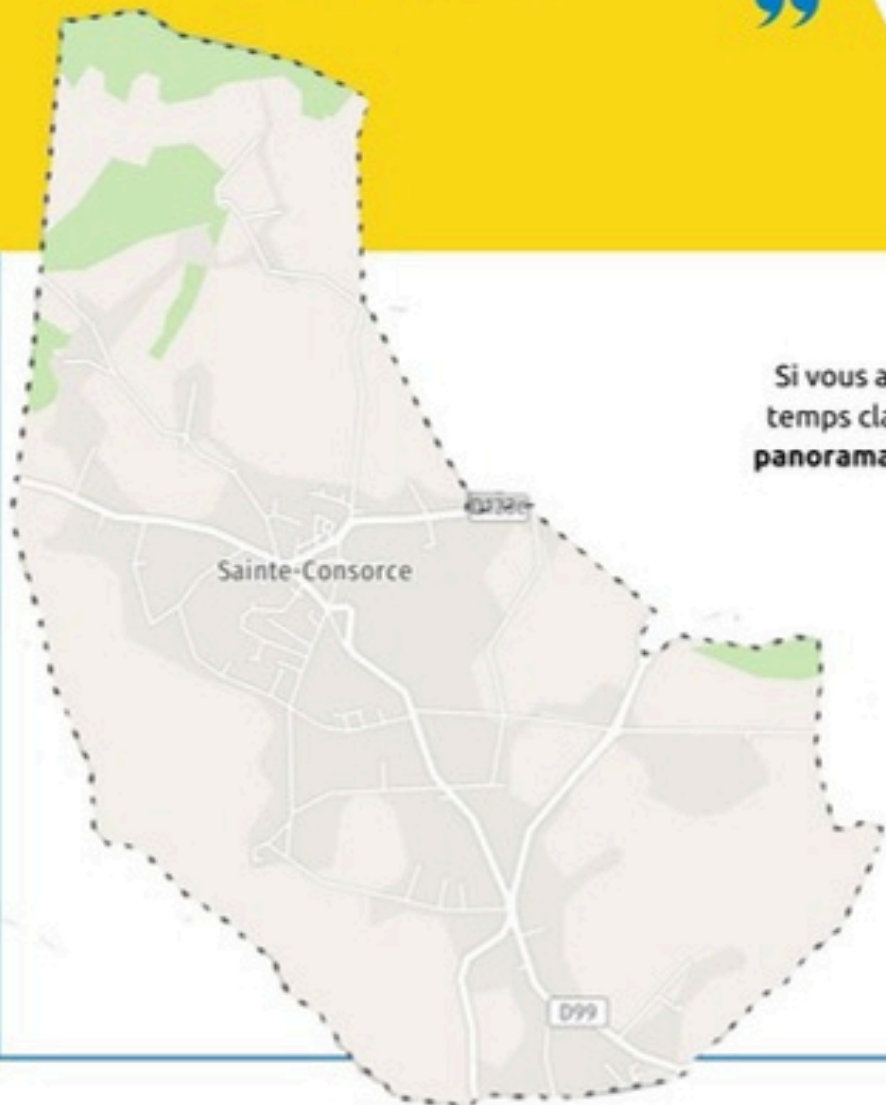 ”
Si vous a
temps cla
panorama
Sainte-Consorce
D99